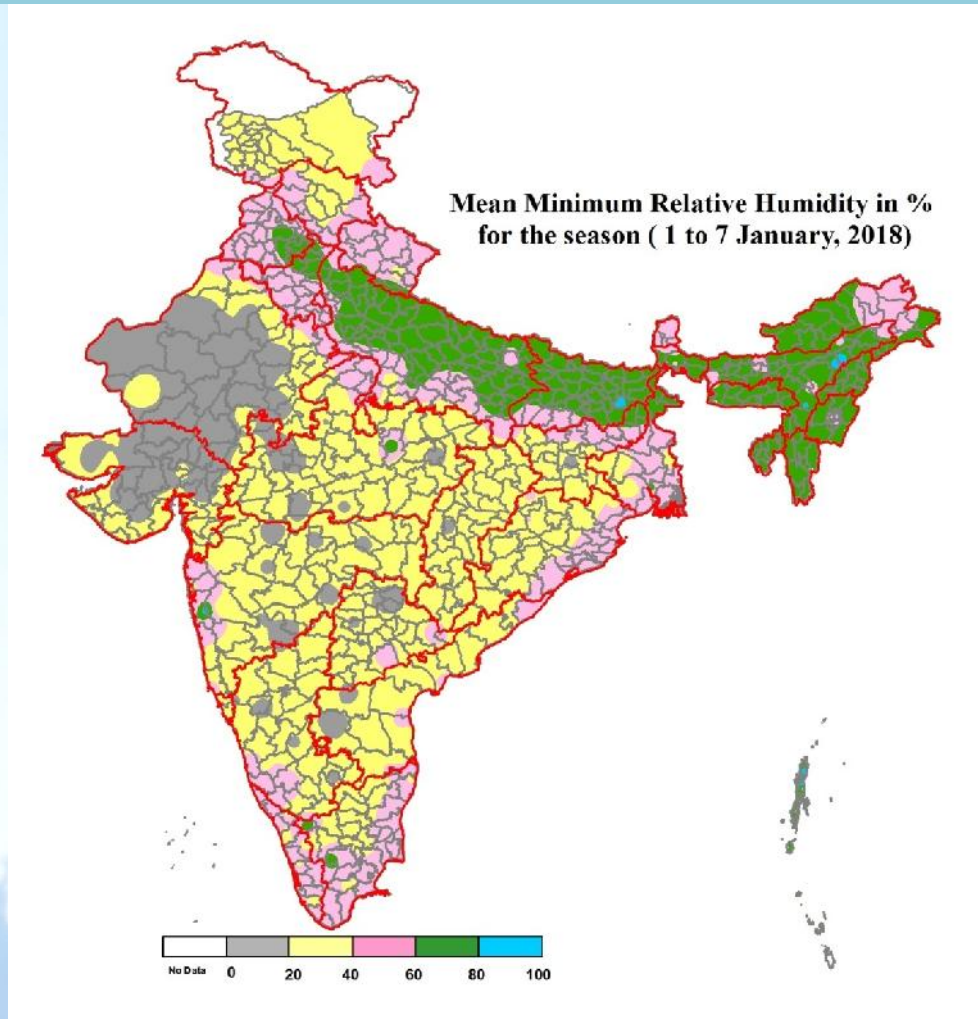 Mean Minimum Relative Humidity in %
for the season ( 1 to 7 January, 2018)
No Data 0 20 40 60 80 100